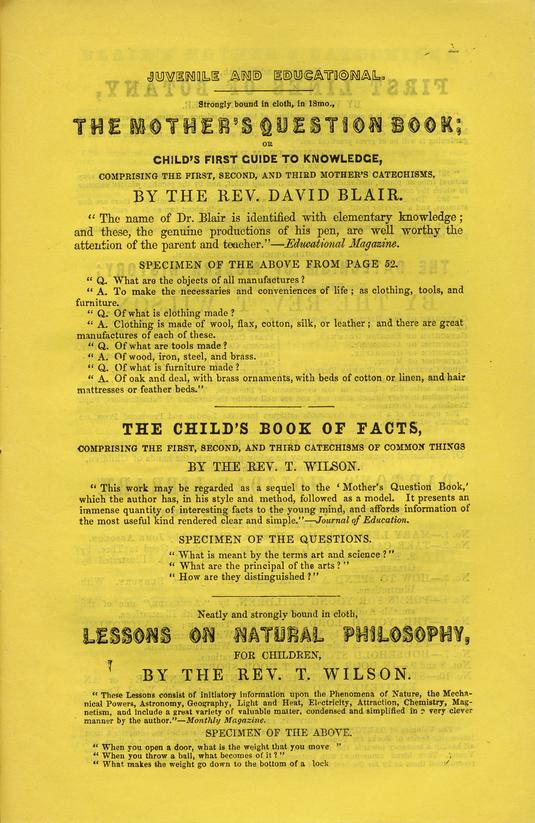 JUVENILE AND EDUCATIONAL.
Strongly bound in cloth, in 18mo.,
THE MOTHER'S QUESTION BOOK;
OR
CHILD'S FIRST GUIDE TO KNOWLEDGE,
COMPRISING THE FIRST, SECOND, AND THIRD MOTHER'S CATECHISMS,
BY THE REV. DAVID BLAIR.
“ The name of Dr. Blair is identified with elementary knowledge ;
and these, the genuine productions of his pen, are well worthy the
attention of the parent and teacher.”—Educational Magazine.
SPECIMEN OF THE ABOVE FROM PAGE 52.
“ Q. What are the objects of all manufactures ?
“ A. To make the necessaries and conveniences of life ; as clothing, tools, and
furniture.
“ Q. Of what is clothing made ?
“ A. Clothing is made of wool, flax, cotton, silk, or leather ; and there are great
manufactures of each of these.
“ Q. Of what are tools made ?
“ A. Of wood, iron, steel, and brass.
“ Q. Of what is furniture made ?
“ A. Of oak and deal, with brass ornaments, with beds of cotton or linen, and hair
mattresses or feather beds.”
THE CHILD'S BOOK OF FACTS,
COMPRISING THE FIRST, SECOND, AND THIRD CATECHISMS OF COMMON THINGS
BY THE REV. T. WILSON.
“ This work may be regarded as a sequel to the ‘ Mother's Question Book,’
which the author has, in his style and method, followed as a model. It presents an
immense quantity of interesting facts to the young mind, and affords information of
the most useful kind rendered clear and simple.”—Journal of Education.
SPECIMEN OF THE QUESTIONS.
“ What is meant by the terms art and science ? ”
“ What are the principal of the arts ? ”
“ How are they distinguished ? ”
Neatly and strongly bound in cloth,
LESSONS ON NATURAL PHILOSOPHY,
FOR CHILDREN,
BY THE REV. T. WILSON.
“ These Lessons consist of initiatory information upon the Phenomena of Nature, the Mecha-
nical Powers, Astronomy, Geography, Light and Heat, Electricity, Attraction, Chemistry, Mag-
netism, and include a great variety of valuable matter, condensed and simplified in a very clever
manner by the author.”—Monthly Magazine.
SPECIMEN OF THE ABOVE.
“ When you open a door, what is the weight that you move ”
“ When you throw a ball, what becomes of it ? ”
“ What makes the weight go down to the bottom of a lock